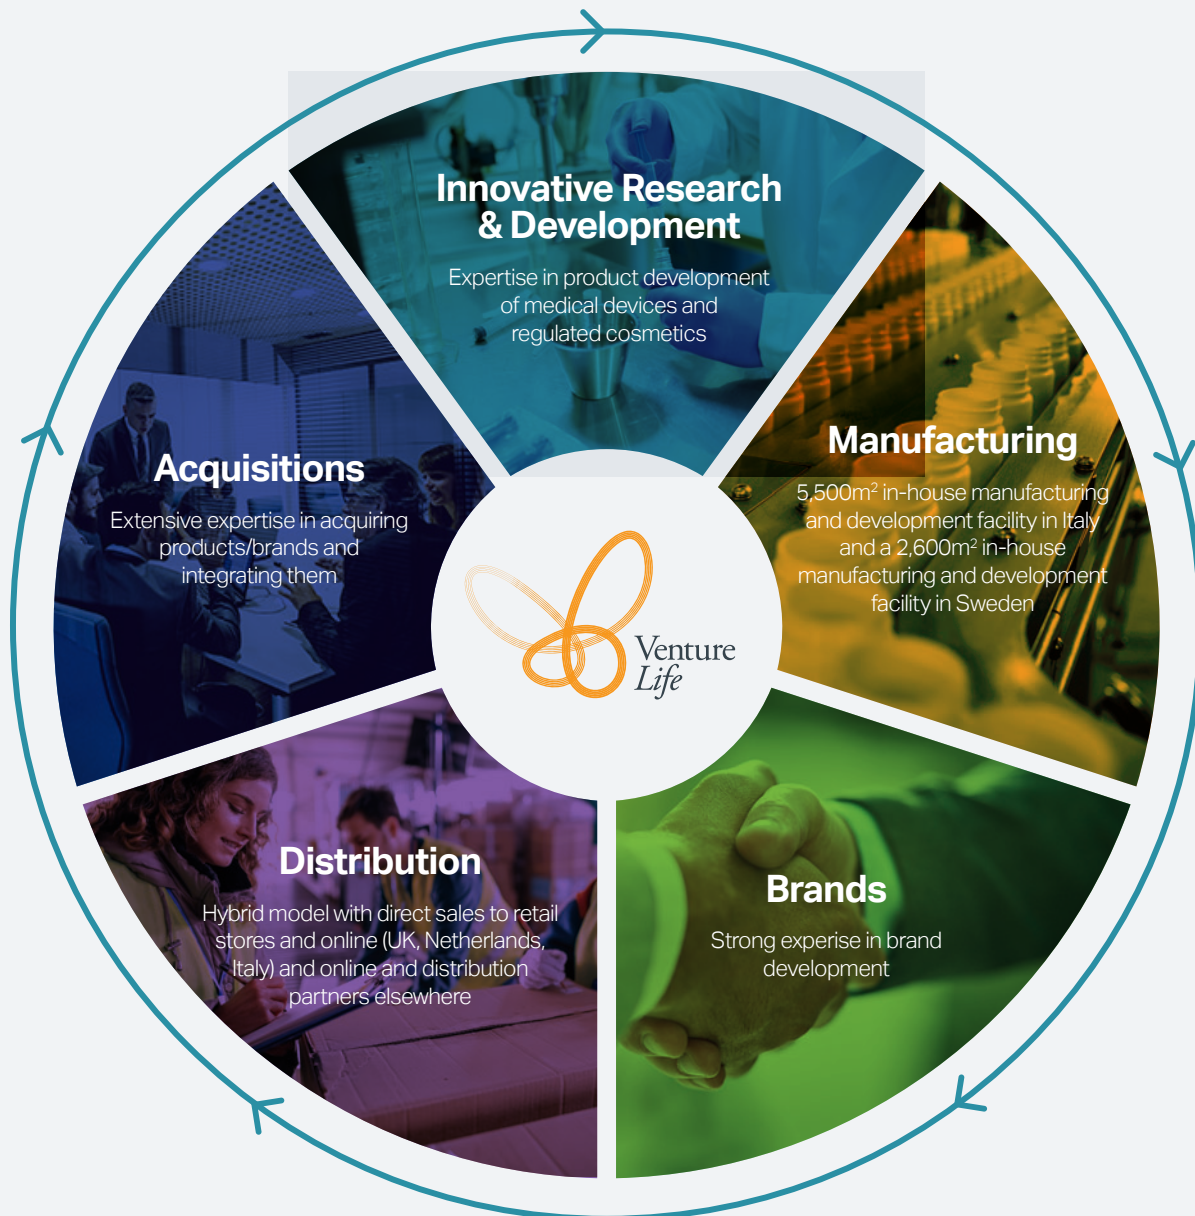 Innovative Research
& Development
Expertise in product development
of medical devices and
regulated cosmetics
Manufacturing
5,500m² in-house manufacturing
and development facility in Italy
and a 2,600m² in-house
manufacturing and development
facility in Sweden
Brands
Strong experise in brand
development
Distribution
Hybrid model with direct sales to retail
stores and online (UK, Netherlands,
Italy) and online and distribution
partners elsewhere
Acquisitions
Extensive expertise in acquiring
products/brands and
integrating them
Venture
Life